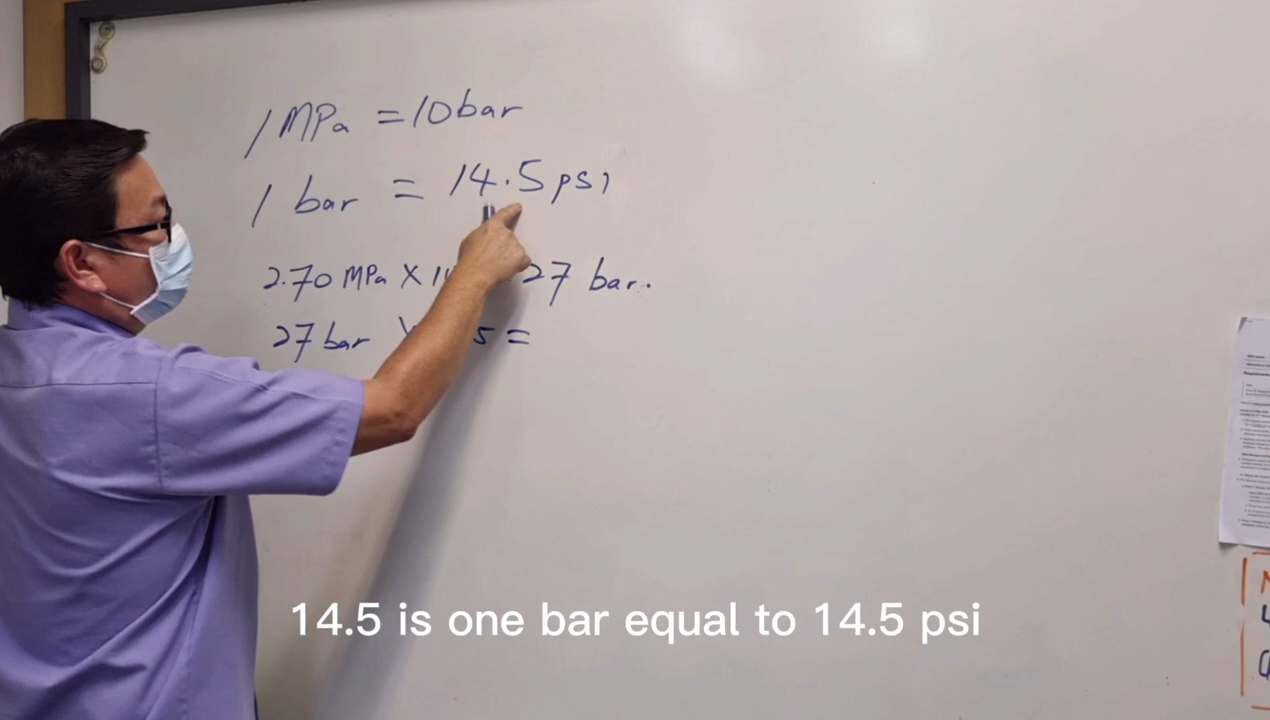 1 MPa = 10 bar
1 bar = 14.5 psi
2.70 MPa X 27 bar.
27 bar 5 =
14.5 is one bar equal to 14.5 psi